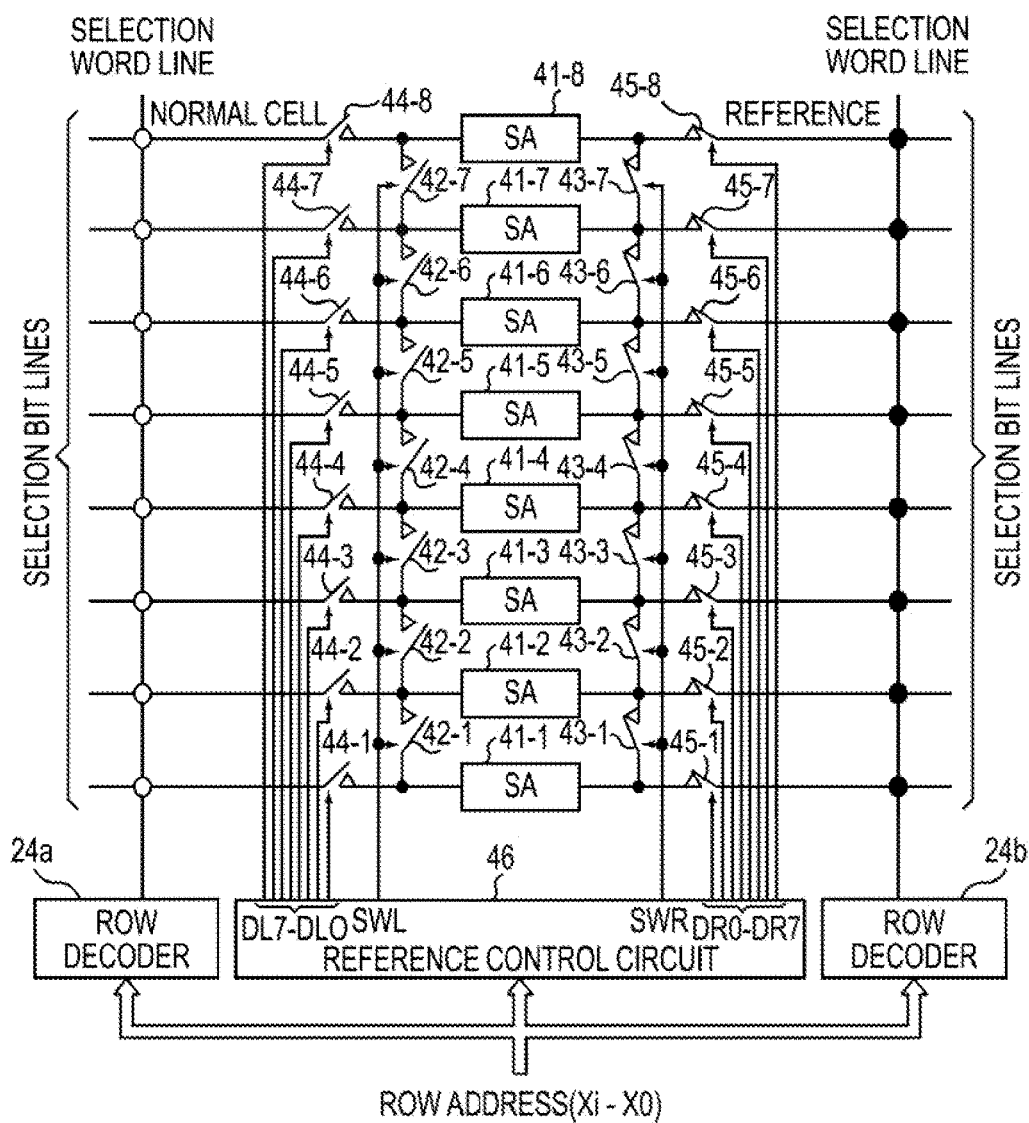 SELECTION
WORD LINE
SELECTION
WORD LINE
NORMAL CELL
44-8
41-8
45-8
REFERENCE
SA
44-7
42-7
41-7
43-7
45-7
SA
44-6
42-6
41-6
43-6
45-6
SA
44-5
42-5
41-5
43-5
45-5
SA
44-4
42-4
41-4
43-4
45-4
SA
44-3
42-3
41-3
43-3
45-3
SA
44-2
42-2
41-2
43-2
45-2
SA
44-1
42-1
41-1
43-1
45-1
SA
SELECTION BIT LINES
SELECTION BIT LINES
24a
46
24b
ROW
DECODER
DL7-DL0
SWL
SWR
DR0-DR7
REFERENCE CONTROL CIRCUIT
ROW
DECODER
ROW ADDRESS(Xi - X0)